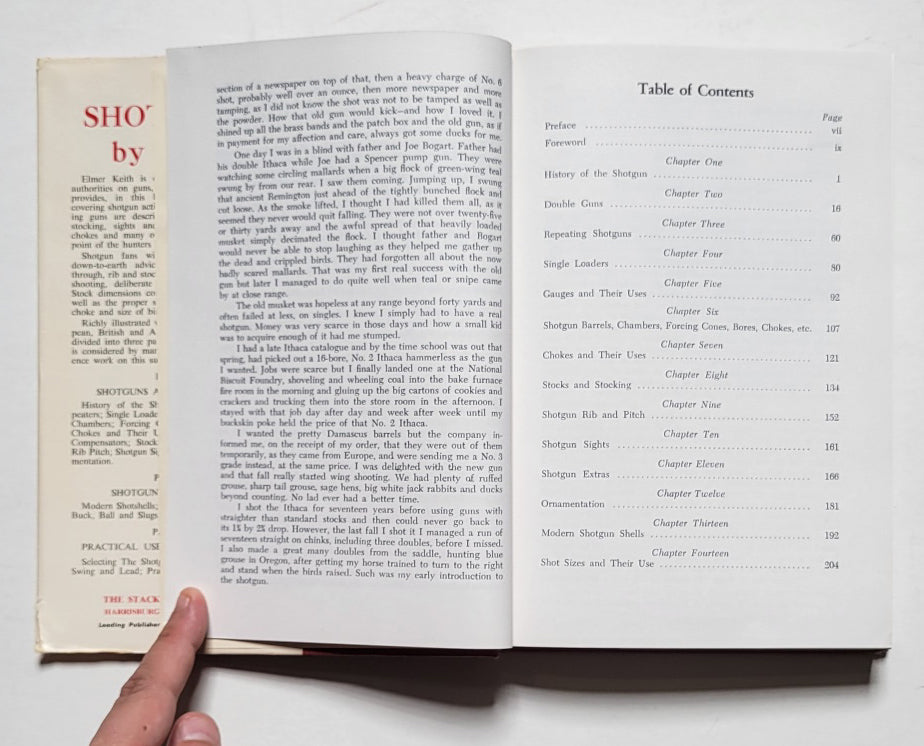 SHOT
by
Elmer Keith is
authorities on guns,
provides, in this
covering shotgun acti
ing guns are descri
stocking, sights and
chokes and many o
point of the hunters
Shotgun fans wi
down-to-earth advic
through, rib and stoc
shooting, deliberate
Stock dimensions co
well as the proper s
choke and size of bi
Richly illustrated
pean, British and A
divided into three pa
is considered by man
ence work on this su
SHOTGUNS A
History of the Sh
peaters; Single Loade
Chambers; Forcing
Chokes and Their U
Compensators; Stock
Rib Pitch; Shotgun Si
mentation.
P
SHOTGUN
Modern Shotshells;
Buck, Ball and Slugs
P
PRACTICAL USE
Selecting The Shotg
Swing and Lead; Pra
THE STACK
HARRISBURG
Leading Publisher
section of a newspaper on top of that, then a heavy charge of No. 6
shot, probably well over an ounce, then more newspaper and more
tamping, as I did not know the shot was not to be tamped as well as
the powder. How that old gun would kick—and how I loved it. I
shined up all the brass bands and the patch box and the old gun, as if
in payment for my affection and care, always got some ducks for me.
One day I was in a blind with father and Joe Bogart. Father had
his double Ithaca while Joe had a Spencer pump gun. They were
watching some circling mallards when a big flock of green-wing teal
swung by from our rear. I saw them coming. Jumping up, I swung
that ancient Remington just ahead of the tightly bunched flock and
cut loose. As the smoke lifted, I thought I had killed them all, as it
seemed they never would quit falling. They were not over twenty-five
or thirty yards away and the awful spread of that heavily loaded
musket simply decimated the flock. I thought father and Bogart
would never be able to stop laughing as they helped me gather up
the dead and crippled birds. They had forgotten all about the now
badly scared mallards. That was my first real success with the old
gun but later I managed to do quite well when teal or snipe came
by at close range.
The old musket was hopeless at any range beyond forty yards and
often failed at less, on singles. I knew I simply had to have a real
shotgun. Money was very scarce in those days and how a small kid
was to acquire enough of it had me stumped.
I had a late Ithaca catalogue and by the time school was out that
spring, had picked out a 16-bore, No. 2 Ithaca hammerless as the gun
I wanted. Jobs were scarce but I finally landed one at the National
Biscuit Foundry, shoveling and wheeling coal into the bake furnace
fire room in the morning and gluing up the big cartons of cookies and
crackers and trucking them into the store room in the afternoon. I
stayed with that job day after day and week after week until my
buckskin poke held the price of that No. 2 Ithaca.
I wanted the pretty Damascus barrels but the company in-
formed me, on the receipt of my order, that they were out of them
temporarily, as they came from Europe, and were sending me a No. 3
grade instead, at the same price. I was delighted with the new gun
and that fall really started wing shooting. We had plenty of ruffed
grouse, sharp tail grouse, sage hens, big white jack rabbits and ducks
beyond counting. No lad ever had a better time.
I shot the Ithaca for seventeen years before using guns with
straighter than standard stocks and then could never go back to
its 1¾ by 2¾ drop. However, the last fall I shot it I managed a run of
seventeen straight on chinks, including three doubles, before I missed.
I also made a great many doubles from the saddle, hunting blue
grouse in Oregon, after getting my horse trained to turn to the right
and stand when the birds raised. Such was my early introduction to
the shotgun.
Table of Contents
Page
Preface vii
Foreword ix
Chapter One
History of the Shotgun 1
Chapter Two
Double Guns 16
Chapter Three
Repeating Shotguns 60
Chapter Four
Single Loaders 80
Chapter Five
Gauges and Their Uses 92
Chapter Six
Shotgun Barrels, Chambers, Forcing Cones, Bores, Chokes, etc. 107
Chapter Seven
Chokes and Their Uses 121
Chapter Eight
Stocks and Stocking 134
Chapter Nine
Shotgun Rib and Pitch 152
Chapter Ten
Shotgun Sights 161
Chapter Eleven
Shotgun Extras 166
Chapter Twelve
Ornamentation 181
Chapter Thirteen
Modern Shotgun Shells 192
Chapter Fourteen
Shot Sizes and Their Use 204